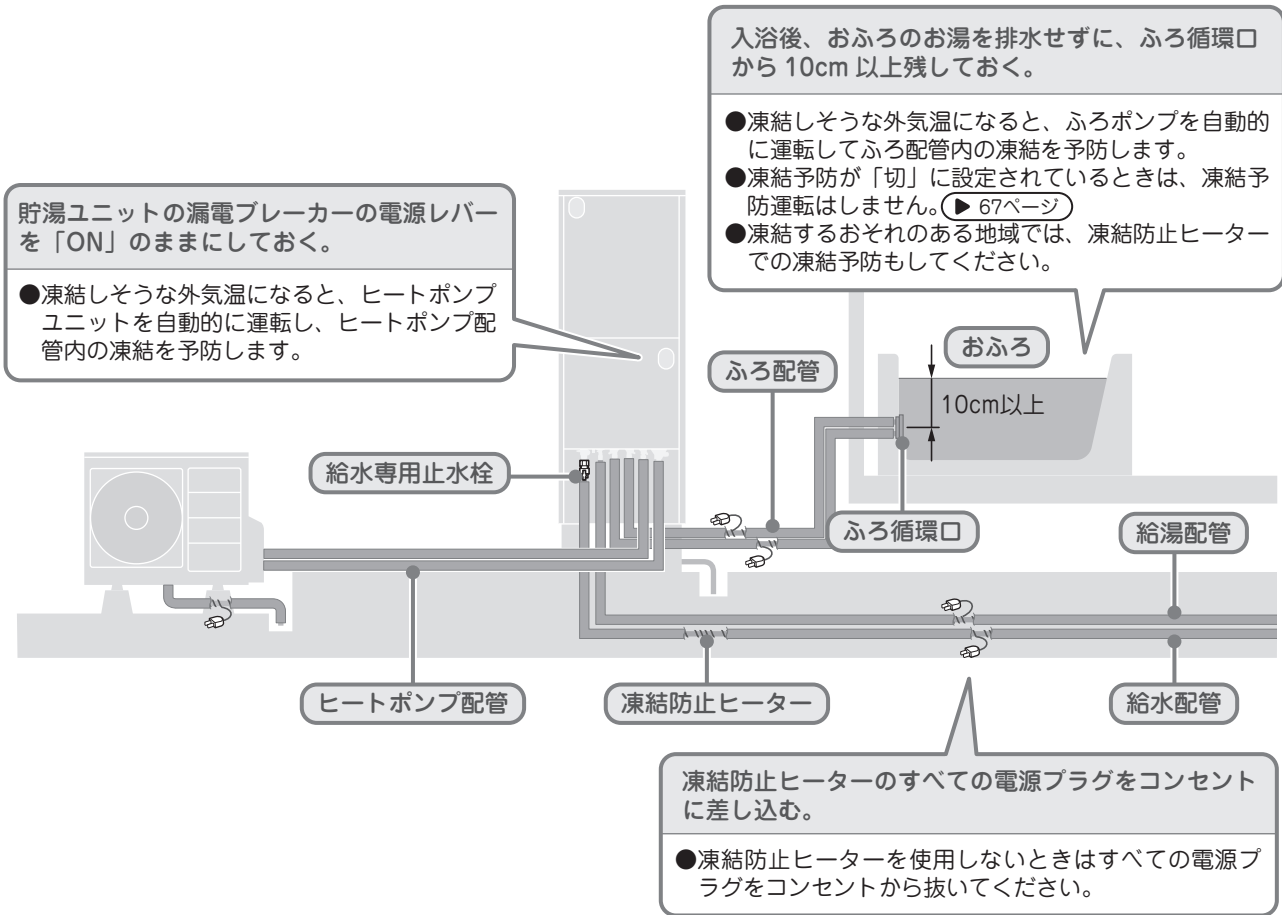 入浴後、おふろのお湯を排水せずに、ふろ循環口
から 10cm 以上残しておく。
●凍結しそうな外気温になると、ふろポンプを自動的
に運転してふろ配管内の凍結を予防します。
●凍結予防が「切」に設定されているときは、凍結予
防運転はしません。(▶ 67ページ)
●凍結するおそれのある地域では、凍結防止ヒーター
での凍結予防もしてください。
貯湯ユニットの漏電ブレーカーの電源レバー
を「ON」のままにしておく。
●凍結しそうな外気温になると、ヒートポンプ
ユニットを自動的に運転し、ヒートポンプ配
管内の凍結を予防します。
おふろ
ふろ配管
10cm以上
給水専用止水栓
ふろ循環口
給湯配管
ヒートポンプ配管
凍結防止ヒーター
給水配管
凍結防止ヒーターのすべての電源プラグをコンセント
に差し込む。
●凍結防止ヒーターを使用しないときはすべての電源プ
ラグをコンセントから抜いてください。